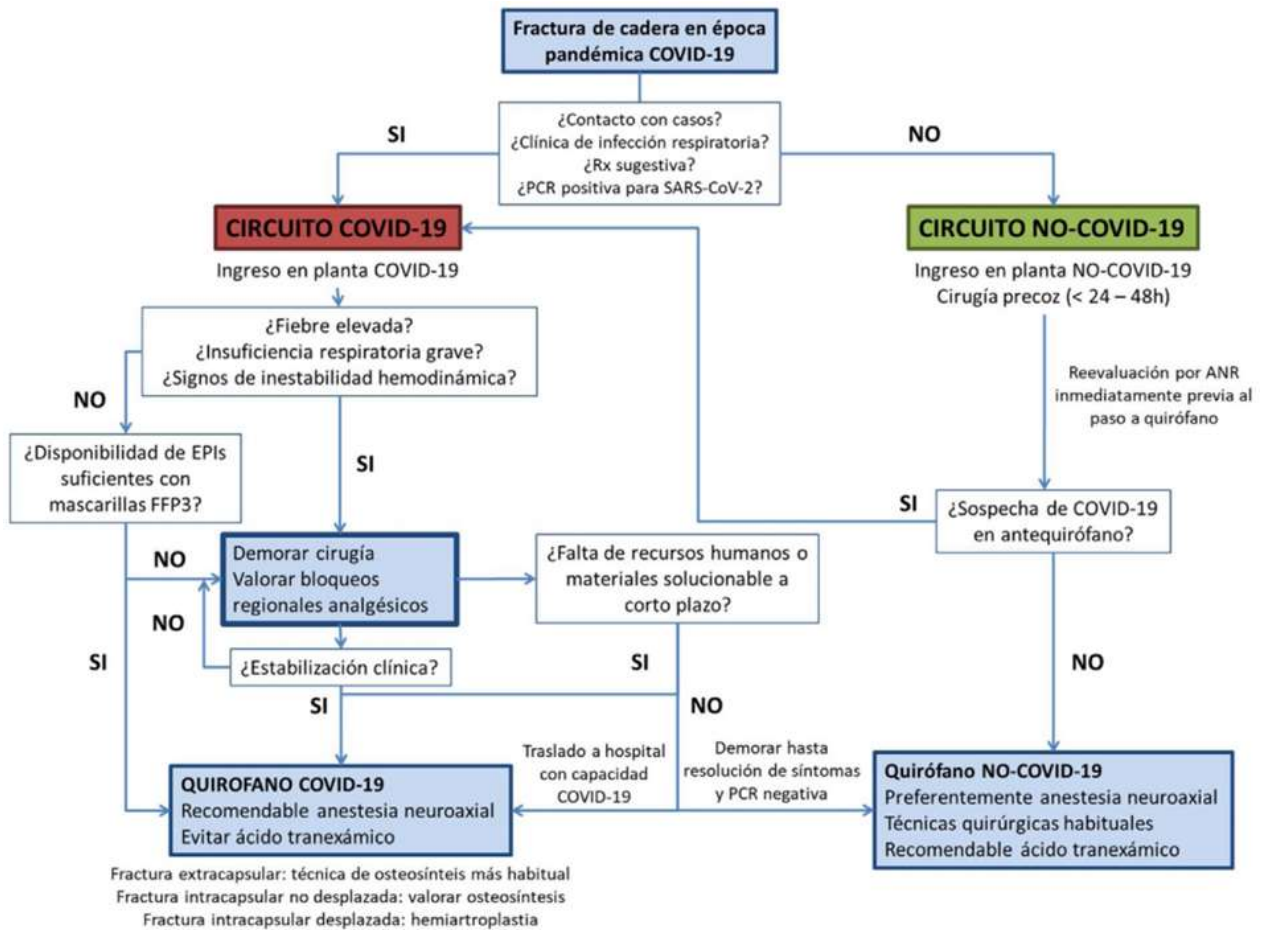 Fractura de cadera en época
pandémica COVID-19
¿Contacto con casos?
¿Clínica de infección respiratoria?
¿Rx sugestiva?
¿PCR positiva para SARS-CoV-2?
SI
NO
CIRCUITO COVID-19
CIRCUITO NO-COVID-19
Ingreso en planta COVID-19
Ingreso en planta NO-COVID-19
Cirugía precoz (< 24 – 48h)
¿Fiebre elevada?
¿Insuficiencia respiratoria grave?
¿Signos de inestabilidad hemodinámica?
Reevaluación por ANR
inmediatamente previa al
paso a quirófano
NO
SI
¿Disponibilidad de EPIs
suficientes con
mascarillas FFP3?
SI
¿Sospecha de COVID-19
en antequirófano?
NO
Demorar cirugía
Valorar bloqueos
regionales analgésicos
¿Falta de recursos humanos o
materiales solucionable a
corto plazo?
NO
SI
¿Estabilización clínica?
SI
NO
SI
NO
Traslado a hospital
con capacidad
COVID-19
Demorar hasta
resolución de síntomas
y PCR negativa
QUIROFANO COVID-19
Recomendable anestesia neuroaxial
Evitar ácido tranexámico
Quirófano NO-COVID-19
Preferentemente anestesia neuroaxial
Técnicas quirúrgicas habituales
Recomendable ácido tranexámico
Fractura extracapsular: técnica de osteosínteis más habitual
Fractura intracapsular no desplazada: valorar osteosíntesis
Fractura intracapsular desplazada: hemiartroplastia